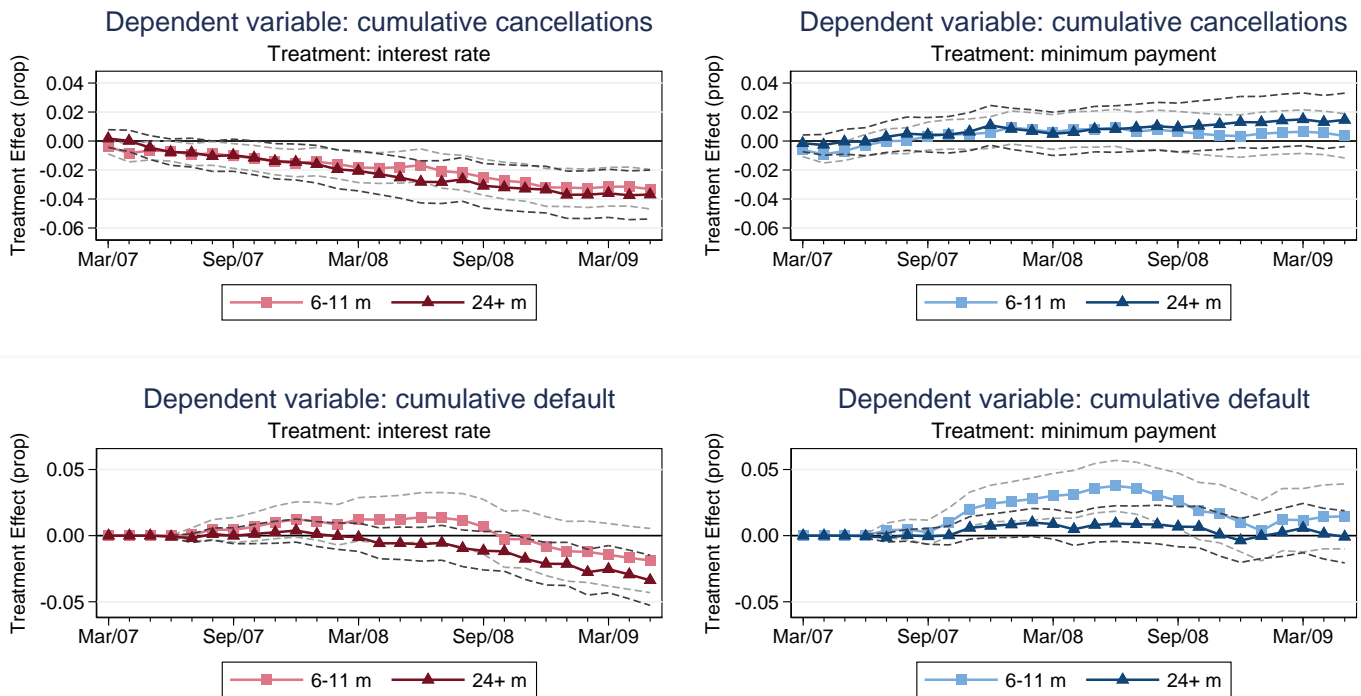 Dependent variable: cumulative cancellations
Treatment: interest rate
Treatment Effect (prop)
0.04
0.02
0.00
-0.02
-0.04
-0.06
Mar/07 Sep/07 Mar/08 Sep/08 Mar/09
6-11 m 24+ m
Dependent variable: cumulative cancellations
Treatment: minimum payment
Treatment Effect (prop)
0.04
0.02
0.00
-0.02
-0.04
-0.06
Mar/07 Sep/07 Mar/08 Sep/08 Mar/09
6-11 m 24+ m
Dependent variable: cumulative default
Treatment: interest rate
Treatment Effect (prop)
0.05
0.00
-0.05
Mar/07 Sep/07 Mar/08 Sep/08 Mar/09
6-11 m 24+ m
Dependent variable: cumulative default
Treatment: minimum payment
Treatment Effect (prop)
0.05
0.00
-0.05
Mar/07 Sep/07 Mar/08 Sep/08 Mar/09
6-11 m 24+ m